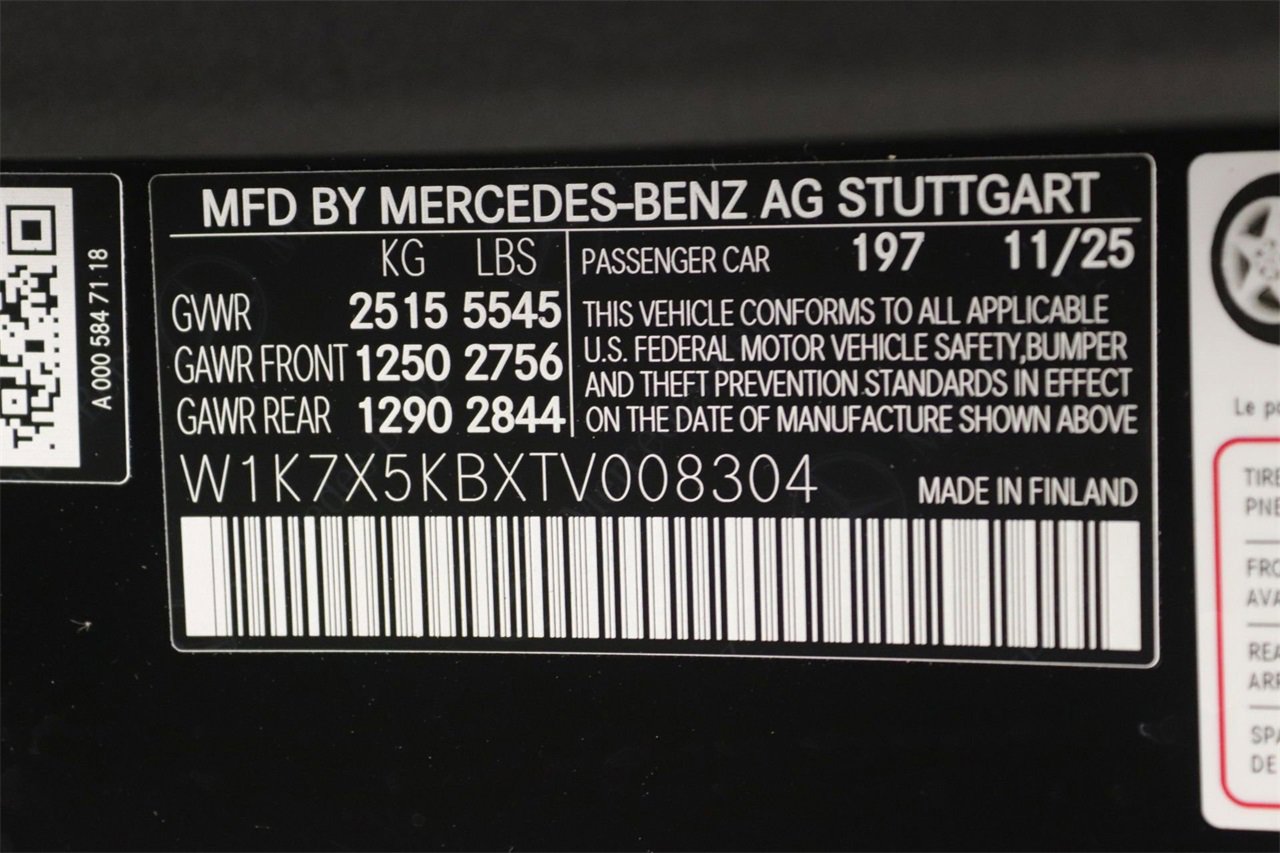 A 000 584 71 18
MFD BY MERCEDES-BENZ AG STUTTGART
KG LBS
GVWR 2515 5545
GAWR FRONT 1250 2756
GAWR REAR 1290 2844
PASSENGER CAR 197 11/25
THIS VEHICLE CONFORMS TO ALL APPLICABLE
U.S. FEDERAL MOTOR VEHICLE SAFETY,BUMPER
AND THEFT PREVENTION STANDARDS IN EFFECT
ON THE DATE OF MANUFACTURE SHOWN ABOVE
W1K7X5KBXTV008304
MADE IN FINLAND
Le
DE